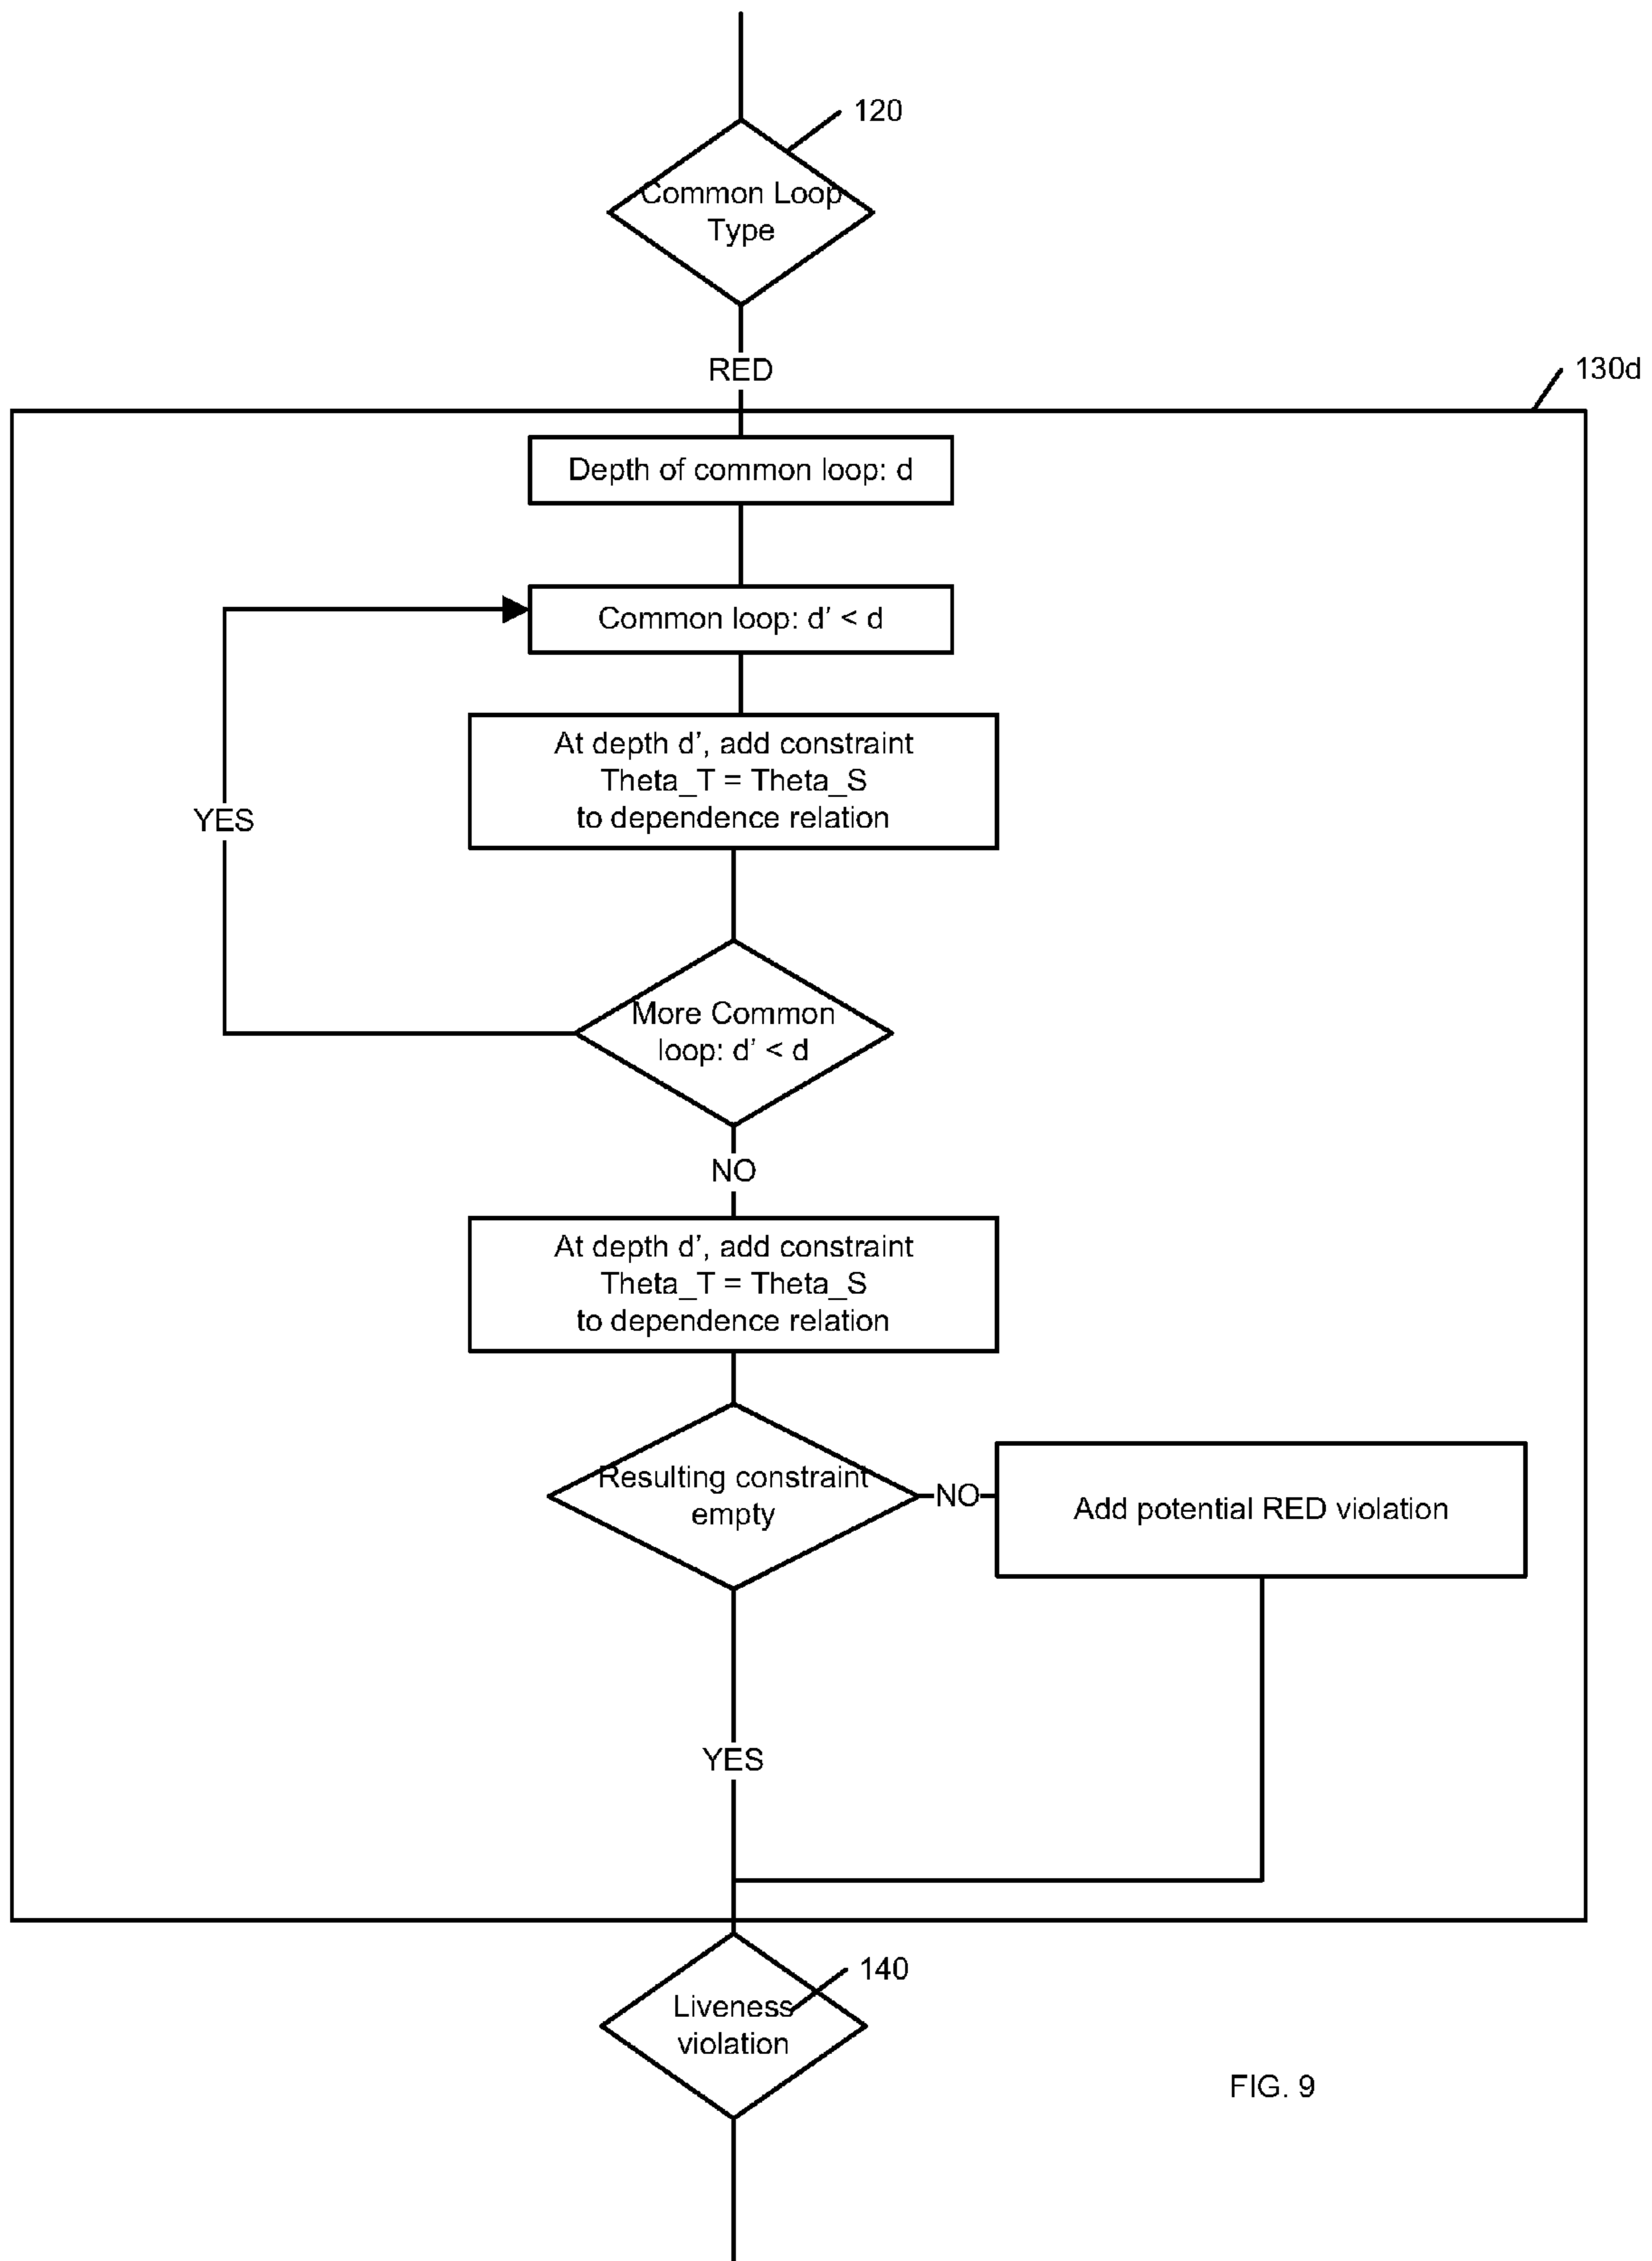 120
Common Loop
Type
RED
130d
Depth of common loop: d
Common loop: d’ < d
At depth d’, add constraint
Theta_T = Theta_S
to dependence relation
YES
More Common
loop: d’ < d
NO
At depth d’, add constraint
Theta_T = Theta_S
to dependence relation
Resulting constraint
empty
NO
Add potential RED violation
YES
140
Liveness
violation
FIG. 9